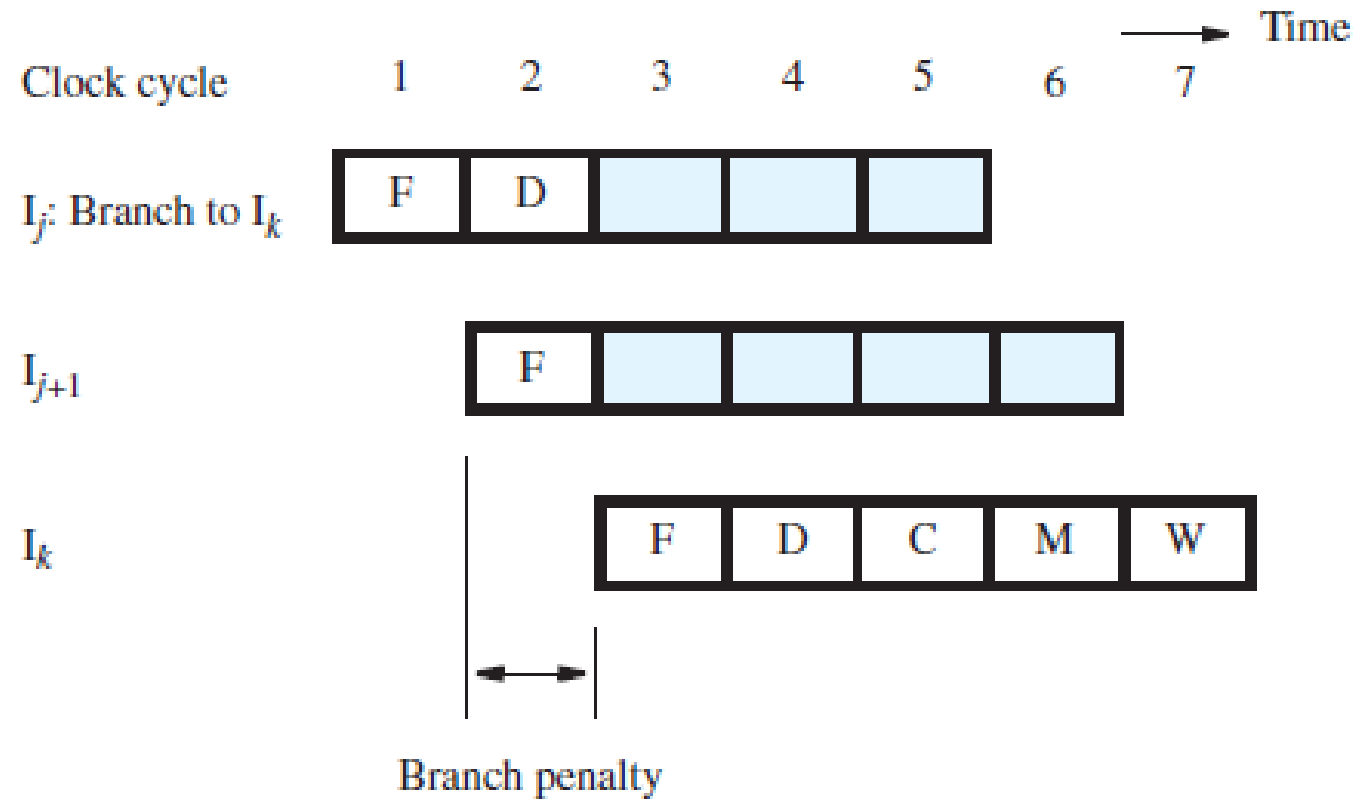 Time
Clock cycle 1 2 3 4 5 6 7
Ij: Branch to Ik F D
Ij+1 F
Ik F D C M W
Branch penalty